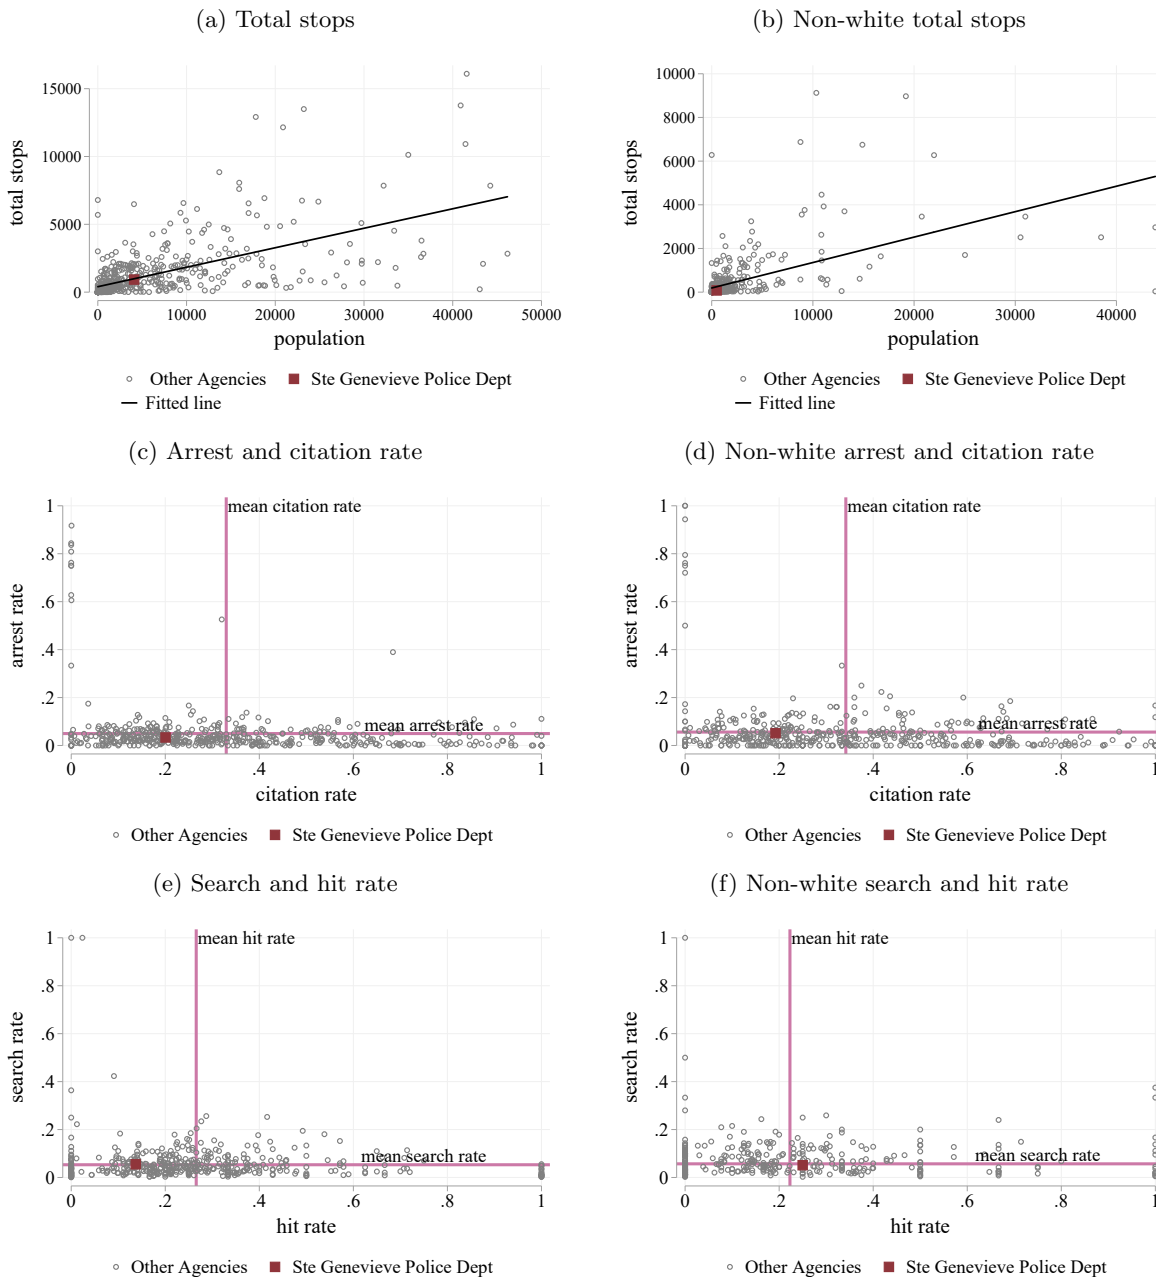 (a) Total stops
(b) Non-white total stops
total stops
15000
10000
5000
0
0 10000 20000 30000 40000 50000
population
Other Agencies Ste Genevieve Police Dept
Fitted line
total stops
10000
8000
6000
4000
2000
0
0 10000 20000 30000 40000
population
Other Agencies Ste Genevieve Police Dept
Fitted line
(c) Arrest and citation rate
(d) Non-white arrest and citation rate
arrest rate
1
.8
.6
.4
.2
0
mean citation rate
mean arrest rate
0 .2 .4 .6 .8 1
citation rate
Other Agencies Ste Genevieve Police Dept
arrest rate
1
.8
.6
.4
.2
0
mean citation rate
mean arrest rate
0 .2 .4 .6 .8 1
citation rate
Other Agencies Ste Genevieve Police Dept
(e) Search and hit rate
(f) Non-white search and hit rate
search rate
1
.8
.6
.4
.2
0
mean hit rate
mean search rate
0 .2 .4 .6 .8 1
hit rate
Other Agencies Ste Genevieve Police Dept
search rate
1
.8
.6
.4
.2
0
mean hit rate
mean search rate
0 .2 .4 .6 .8 1
hit rate
Other Agencies Ste Genevieve Police Dept